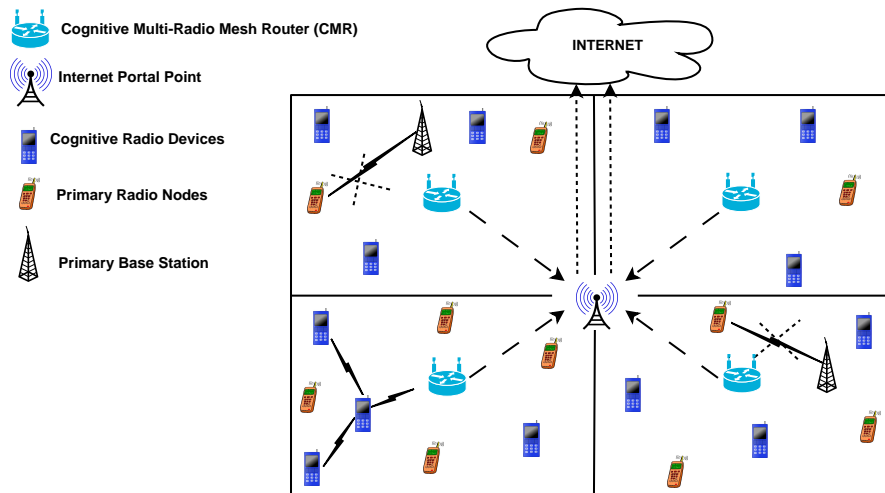 Cognitive Multi-Radio Mesh Router (CMR)
INTERNET
Internet Portal Point
Cognitive Radio Devices
Primary Radio Nodes
Primary Base Station